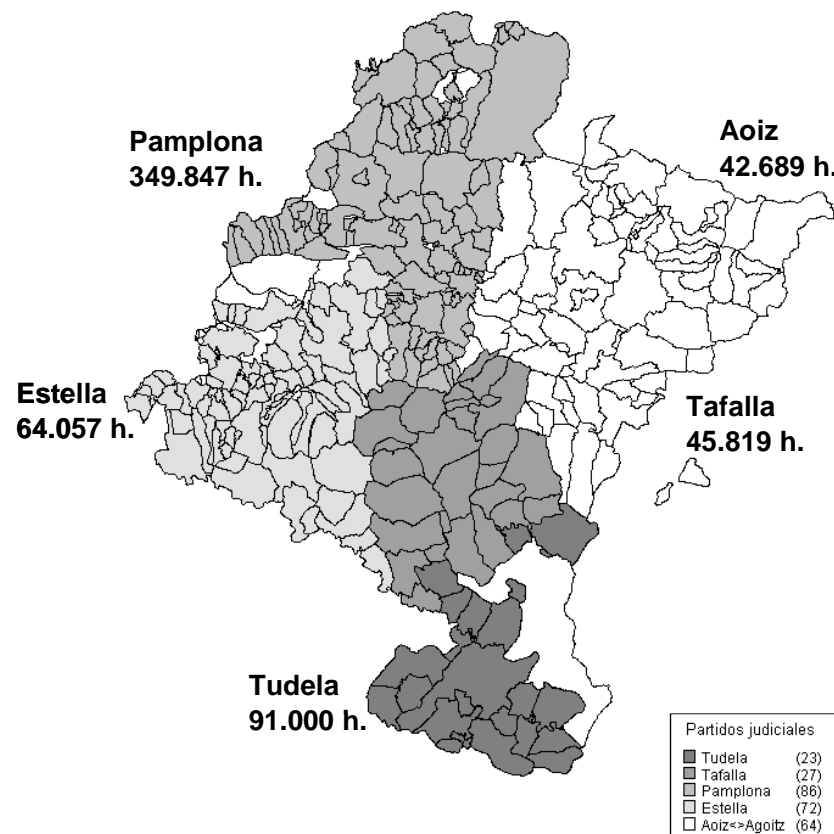 Pamplona
349.847 h.
Aoiz
42.689 h.
Estella
64.057 h.
Tafalla
45.819 h.
Tudela
91.000 h.
Partidos judiciales
Tudela (23)
Tafalla (27)
Pamplona (86)
Estella (72)
Aoiz<>Agoitz (64)